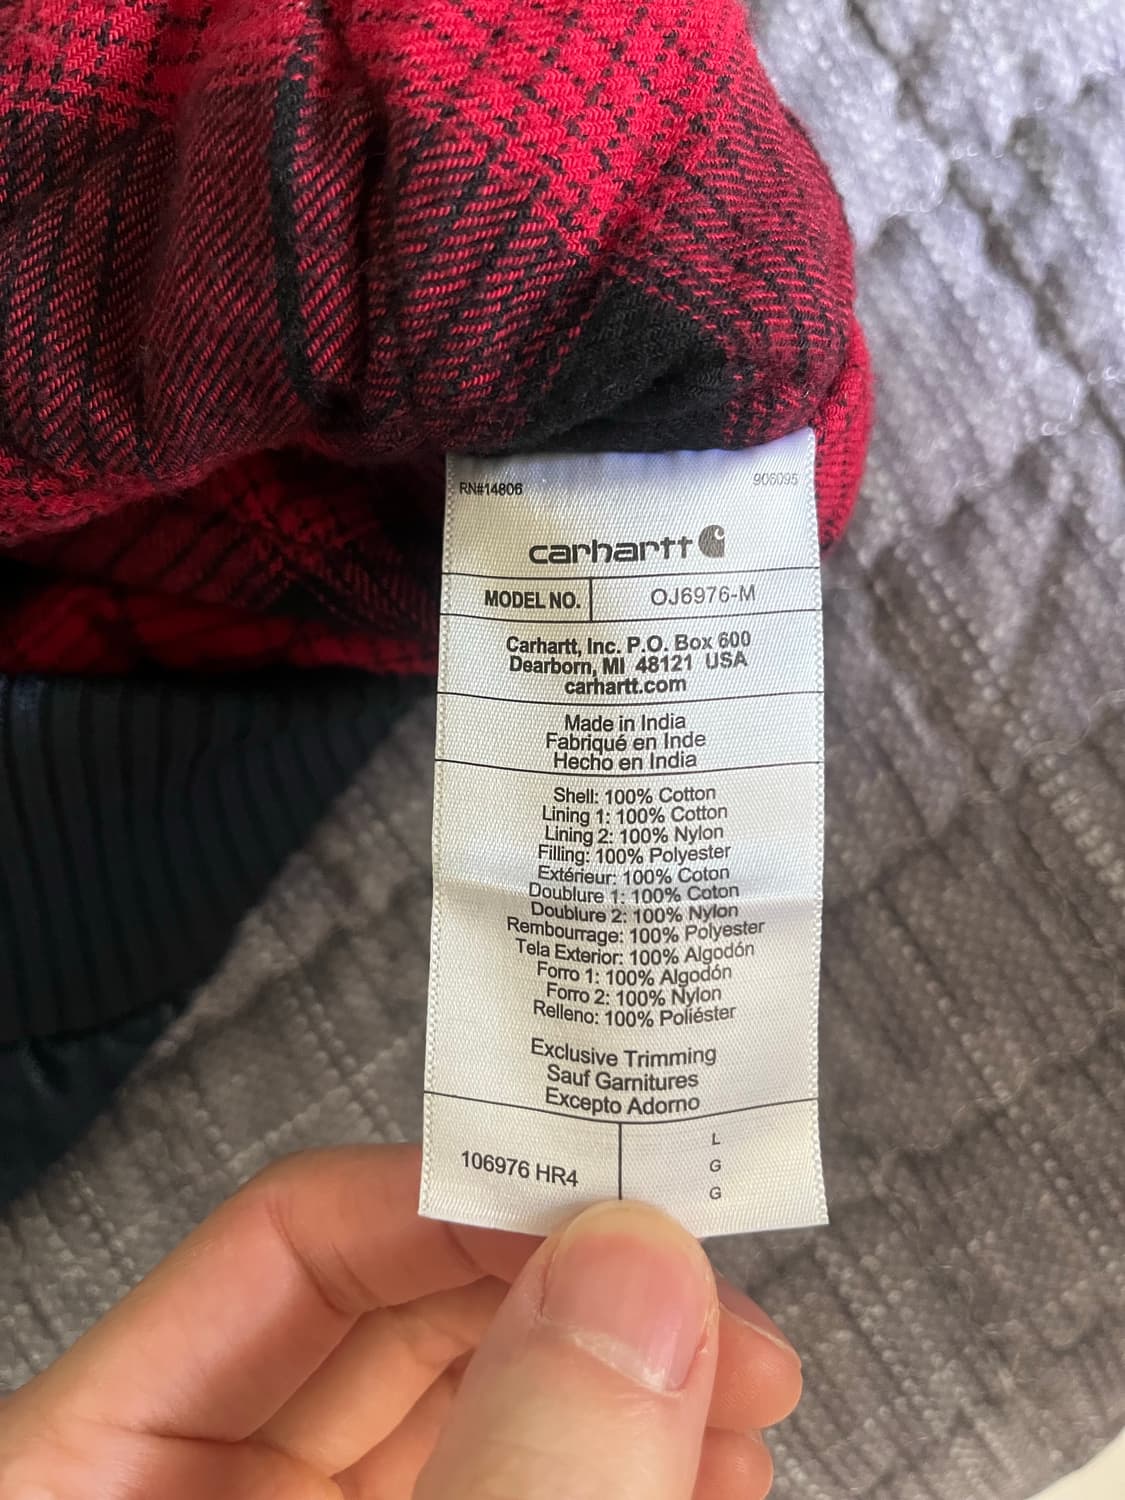 RN#14806 906095
carhartt
MODEL NO. OJ6976-M
Carhartt, Inc. P.O. Box 600
Dearborn, MI 48121 USA
carhartt.com
Made in India
Fabriqué en Inde
Hecho en India
Shell: 100% Cotton
Lining 1: 100% Cotton
Lining 2: 100% Nylon
Filling: 100% Polyester
Extérieur: 100% Coton
Doublure 1: 100% Coton
Doublure 2: 100% Nylon
Rembourrage: 100% Polyester
Tela Exterior: 100% Algodón
Forro 1: 100% Algodón
Forro 2: 100% Nylon
Relleno: 100% Poliéster
Exclusive Trimming
Sauf Garnitures
Excepto Adorno
106976 HR4
L
G
G